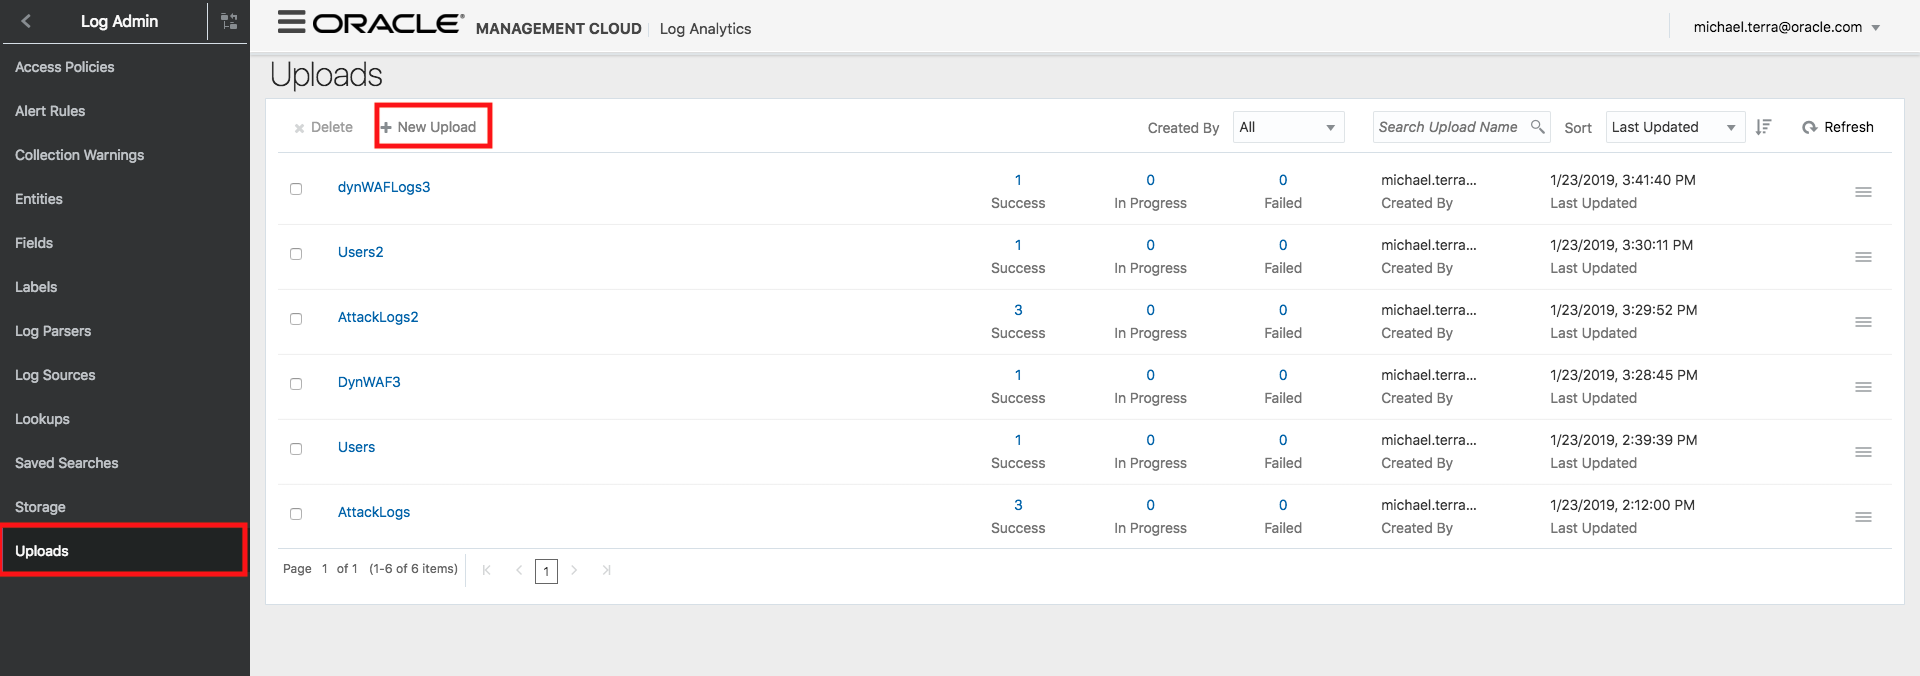 Log Admin
Access Policies
Alert Rules
Collection Warnings
Entities
Fields
Labels
Log Parsers
Log Sources
Lookups
Saved Searches
Storage
Uploads
ORACLE® MANAGEMENT CLOUD Log Analytics
michael.terra@oracle.com
Uploads
Delete New Upload Created By All Search Upload Name Sort Last Updated Refresh
dynWAFLogs3 1 0 0 michael.terra... 1/23/2019, 3:41:40 PM
Success In Progress Failed Created By Last Updated
Users2 1 0 0 michael.terra... 1/23/2019, 3:30:11 PM
Success In Progress Failed Created By Last Updated
AttackLogs2 3 0 0 michael.terra... 1/23/2019, 3:29:52 PM
Success In Progress Failed Created By Last Updated
DynWAF3 1 0 0 michael.terra... 1/23/2019, 3:28:45 PM
Success In Progress Failed Created By Last Updated
Users 1 0 0 michael.terra... 1/23/2019, 2:39:39 PM
Success In Progress Failed Created By Last Updated
AttackLogs 3 0 0 michael.terra... 1/23/2019, 2:12:00 PM
Success In Progress Failed Created By Last Updated
Page 1 of 1 (1-6 of 6 items) 1